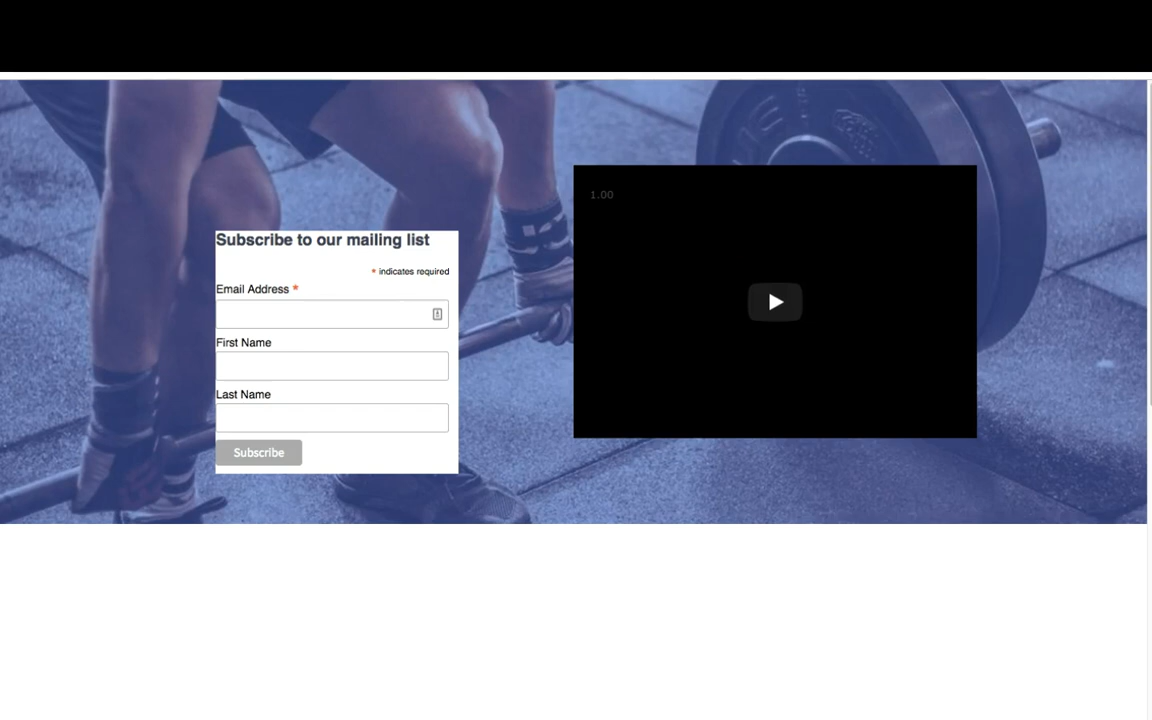 Subscribe to our mailing list
* indicates required
Email Address *
First Name
Last Name
Subscribe
1.00